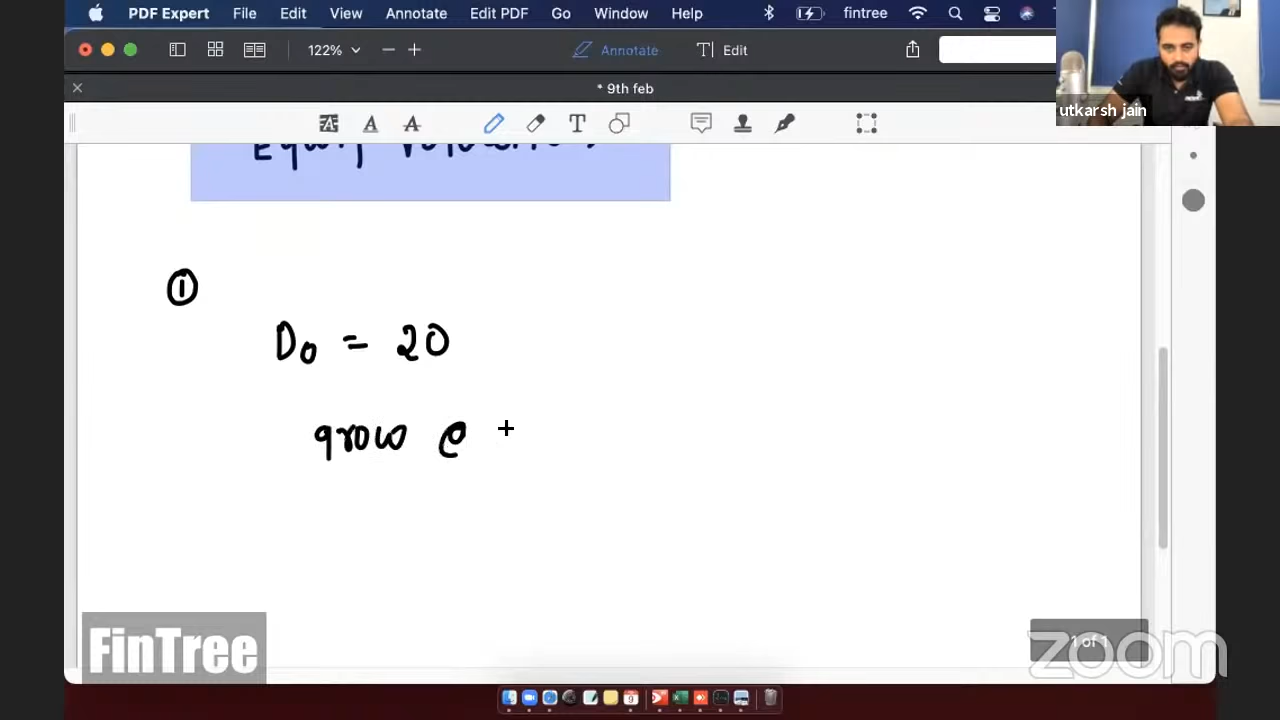 PDF Expert File Edit View Annotate Edit PDF Go Window Help fintree
122% Annotate T Edit
* 9th feb
utkarsh jain
Equity
①
D0 = 20
grow @
FinTree
1 of 1
zoom